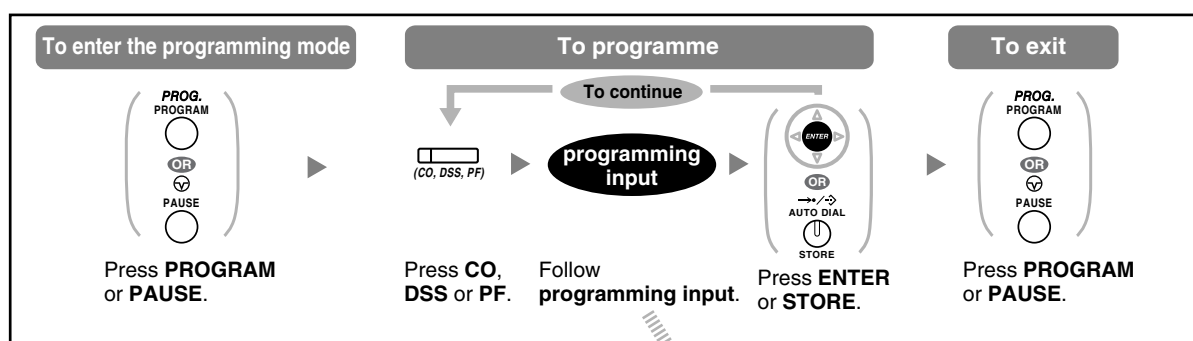 To enter the programming mode
PROG.
PROGRAM
OR
PAUSE
Press PROGRAM
or PAUSE.
To programme
To continue
(CO, DSS, PF)
Press CO,
DSS or PF.
programming
input
Follow
programming input.
ENTER
OR
AUTO DIAL
STORE
Press ENTER
or STORE.
To exit
PROG.
PROGRAM
OR
PAUSE
Press PROGRAM
or PAUSE.